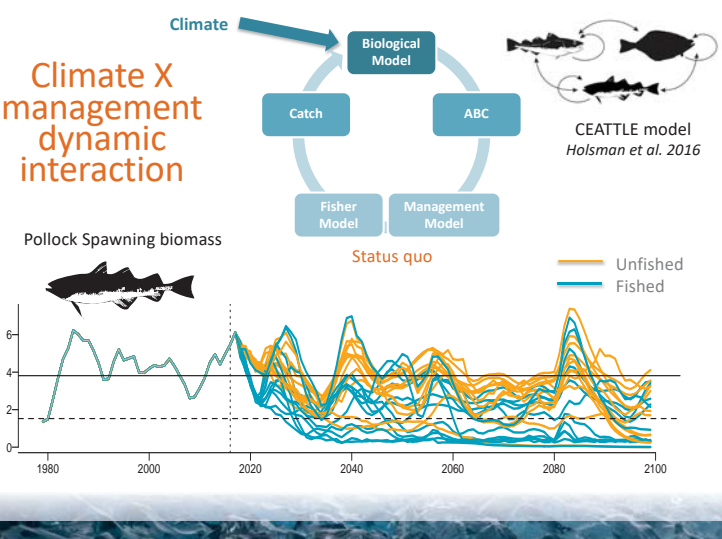 Climate
Biological
Model
Climate X
management
dynamic
interaction
Catch
ABC
CEATTLE model
Holsman et al. 2016
Fisher
Model
Management
Model
Status quo
Pollock Spawning biomass
Unfished
Fished
6
4
2
0
1980 2000 2020 2040 2060 2080 2100